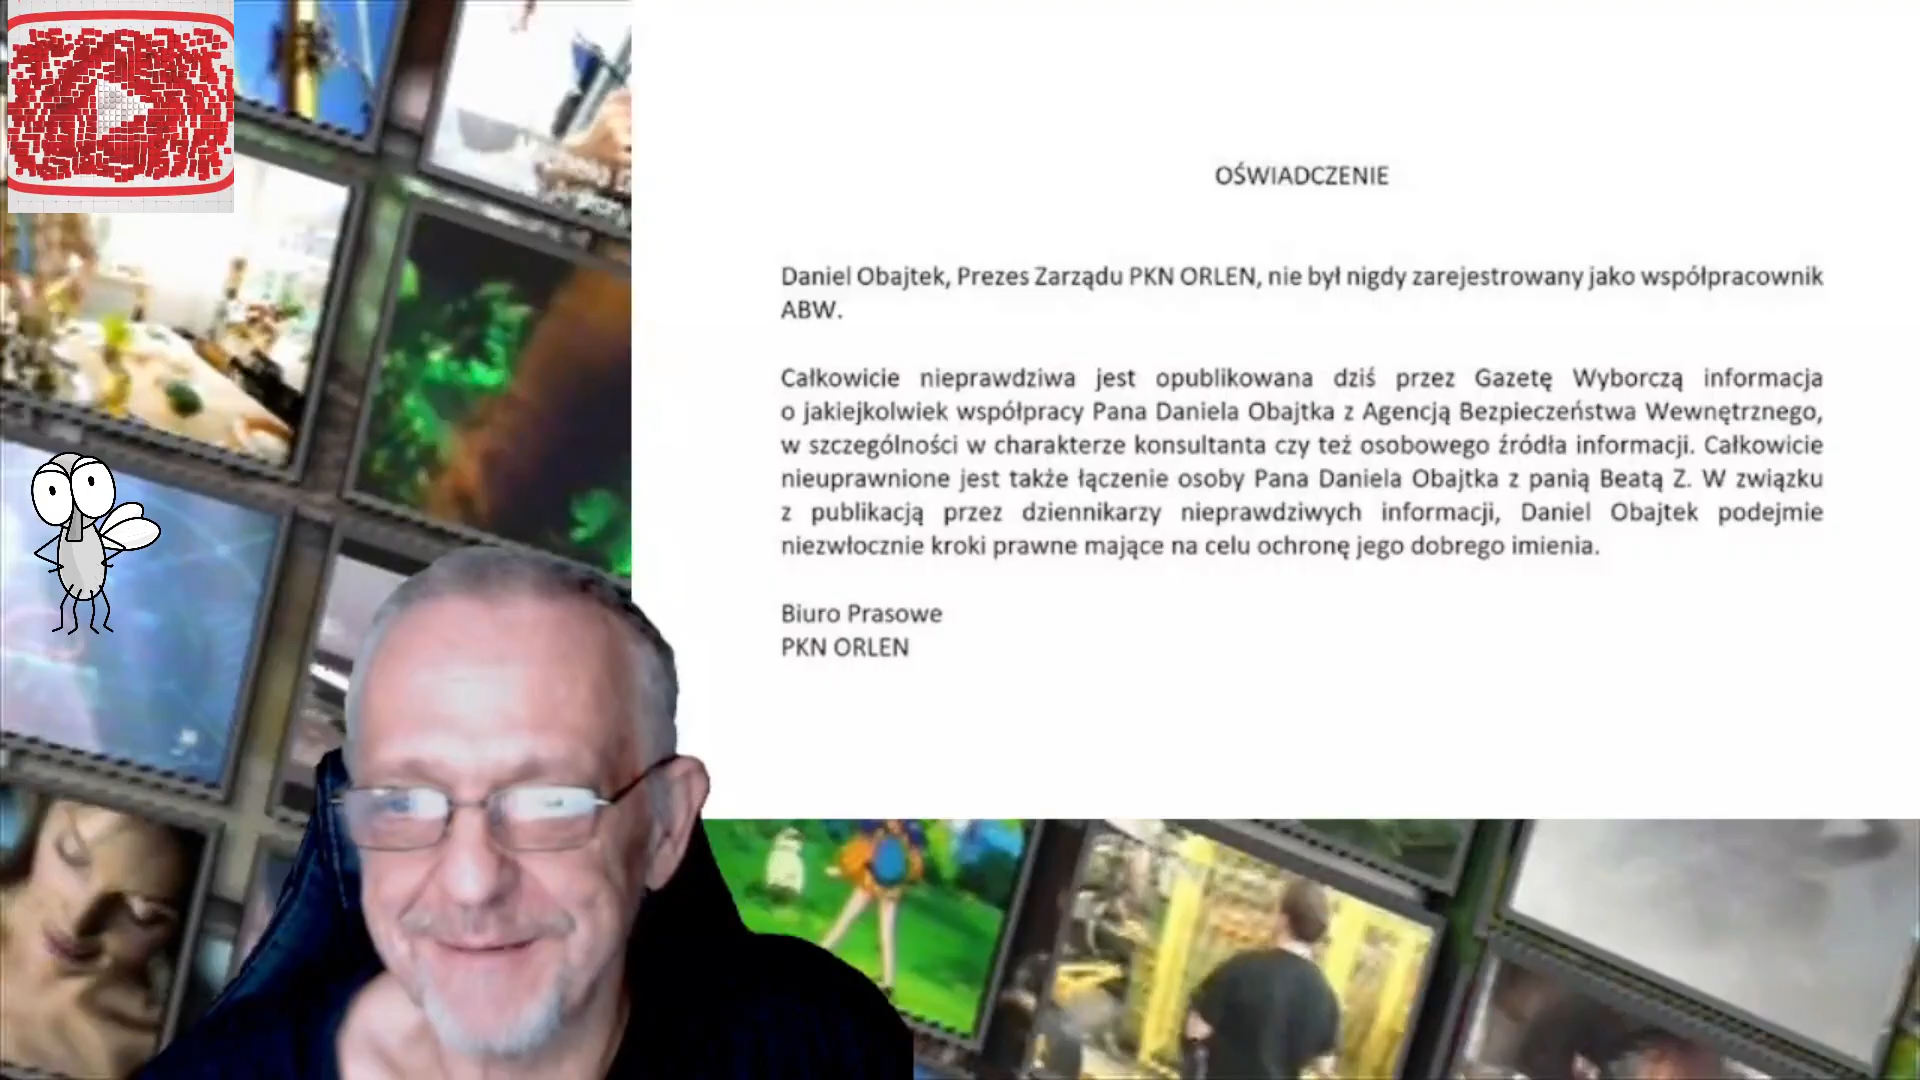 OŚWIADCZENIE
Daniel Obajtek, Prezes Zarządu PKN ORLEN, nie był nigdy zarejestrowany jako współpracownik
ABW.
Całkowicie nieprawdziwa jest opublikowana dziś przez Gazetę Wyborczą informacja
o jakiejkolwiek współpracy Pana Daniela Obajtka z Agencją Bezpieczeństwa Wewnętrznego,
w szczególności w charakterze konsultanta czy też osobowego źródła informacji. Całkowicie
nieuprawnione jest także łączenie osoby Pana Daniela Obajtka z panią Beatą Z. W związku
z publikacją przez dziennikarzy nieprawdziwych informacji, Daniel Obajtek podejmie
niezwłocznie kroki prawne mające na celu ochronę jego dobrego imienia.
Biuro Prasowe
PKN ORLEN